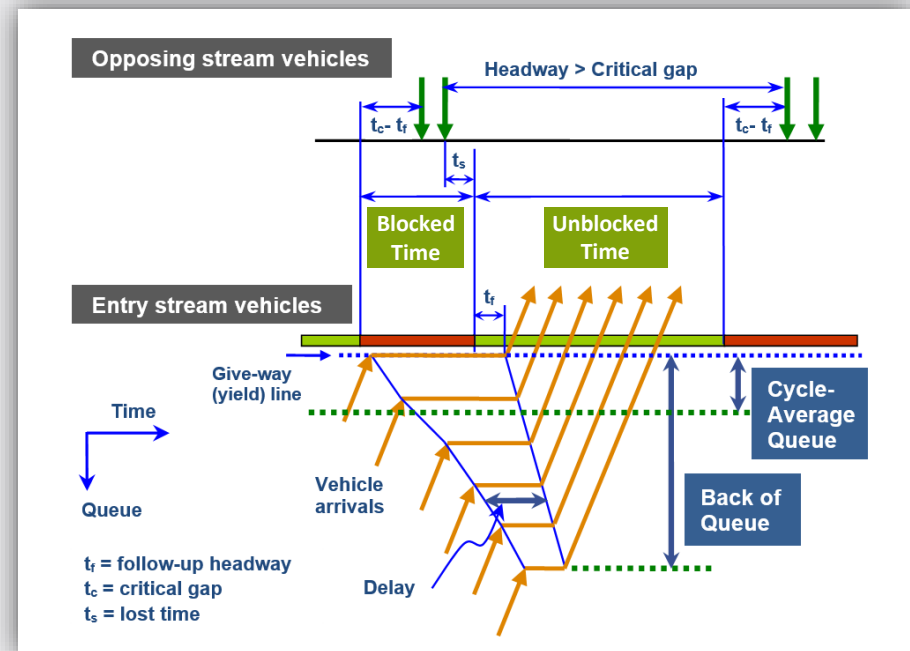 Opposing stream vehicles
Headway > Critical gap
tc- tf
tc- tf
ts
Blocked
Time
Unblocked
Time
Entry stream vehicles
tf
Give-way
(yield) line
Time
Queue
Vehicle
arrivals
Cycle-
Average
Queue
Back of
Queue
Delay
tf = follow-up headway
tc = critical gap
ts = lost time